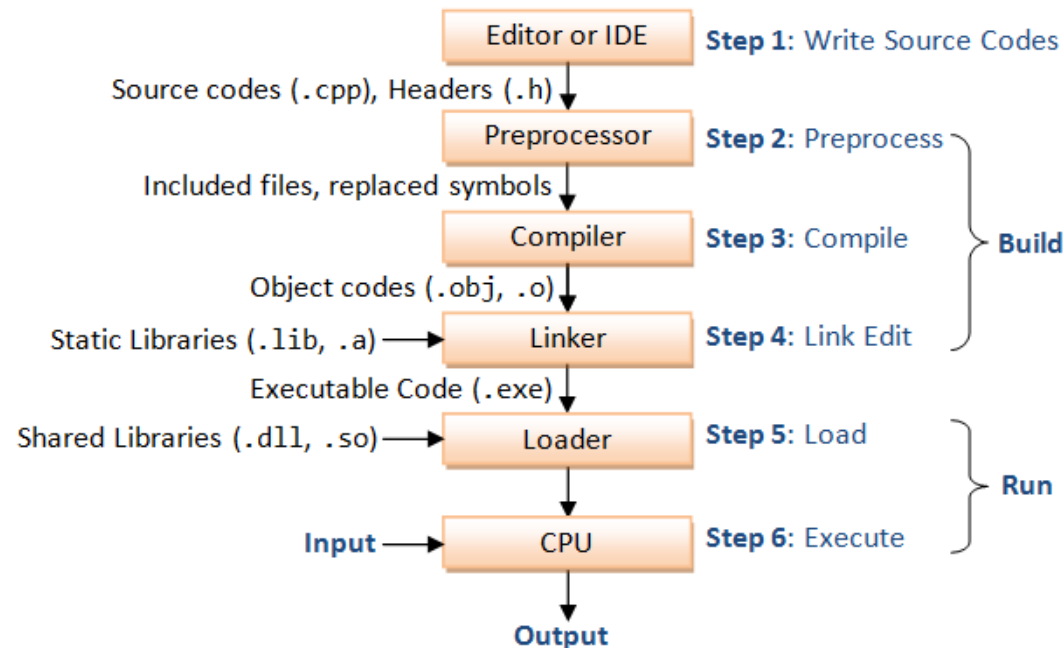 Editor or IDE
Step 1: Write Source Codes
Source codes (.cpp), Headers (.h)
Preprocessor
Step 2: Preprocess
Included files, replaced symbols
Compiler
Step 3: Compile
Build
Object codes (.obj, .o)
Static Libraries (.lib, .a)
Linker
Step 4: Link Edit
Executable Code (.exe)
Shared Libraries (.dll, .so)
Loader
Step 5: Load
Run
Input
CPU
Step 6: Execute
Output